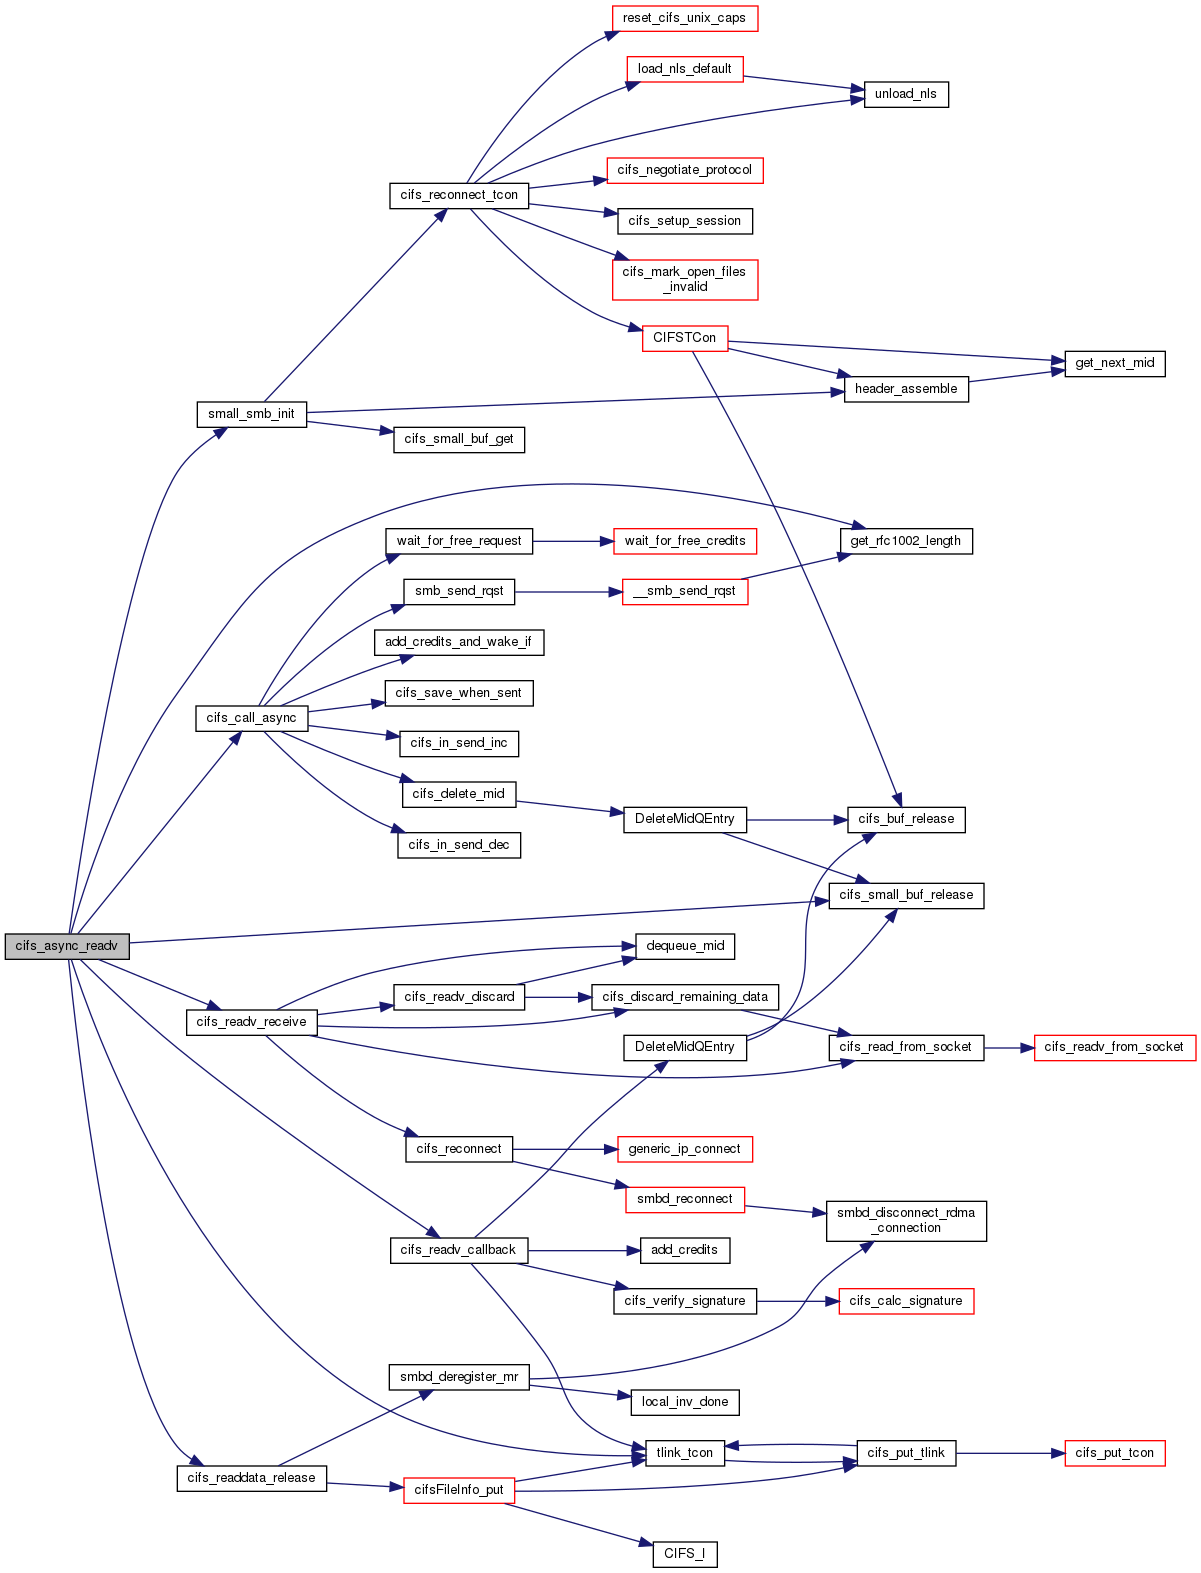 reset_cifs_unix_caps
load_nls_default
unload_nls
cifs_negotiate_protocol
cifs_reconnect_tcon
cifs_setup_session
cifs_mark_open_files
_invalid
CIFSTCon
get_next_mid
header_assemble
small_smb_init
cifs_small_buf_get
wait_for_free_request
wait_for_free_credits
get_rfc1002_length
smb_send_rqst
__smb_send_rqst
add_credits_and_wake_if
cifs_save_when_sent
cifs_call_async
cifs_in_send_inc
cifs_delete_mid
DeleteMidQEntry
cifs_buf_release
cifs_in_send_dec
cifs_small_buf_release
cifs_async_readv
dequeue_mid
cifs_readv_discard
cifs_discard_remaining_data
cifs_readv_receive
DeleteMidQEntry
cifs_read_from_socket
cifs_readv_from_socket
cifs_reconnect
generic_ip_connect
smbd_reconnect
smbd_disconnect_rdma
_connection
cifs_readv_callback
add_credits
cifs_verify_signature
cifs_calc_signature
smbd_deregister_mr
local_inv_done
tlink_tcon
cifs_put_tlink
cifs_put_tcon
cifs_readdata_release
cifsFileInfo_put
CIFS_I